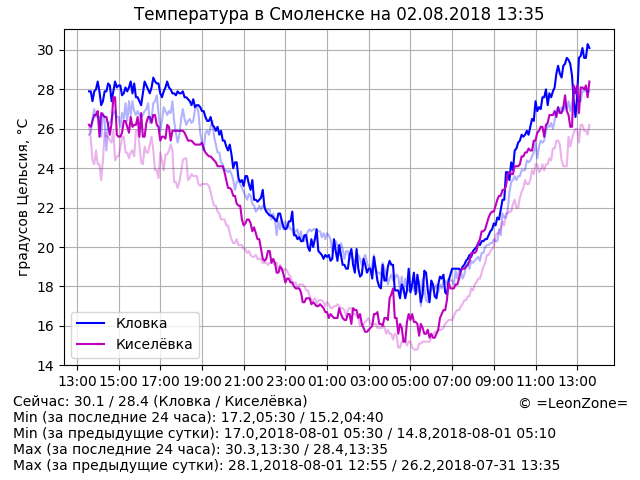 Температура в Смоленске на 02.08.2018 13:35
градусов Цельсия, °C
30
28
26
24
22
20
18
16
14
Кловка
Киселёвка
13:00 15:00 17:00 19:00 21:00 23:00 01:00 03:00 05:00 07:00 09:00 11:00 13:00
Сейчас: 30.1 / 28.4 (Кловка / Киселёвка)
© =LeonZone=
Min (за последние 24 часа): 17.2,05:30 / 15.2,04:40
Min (за предыдущие сутки): 17.0,2018-08-01 05:30 / 14.8,2018-08-01 05:10
Max (за последние 24 часа): 30.3,13:30 / 28.4,13:35
Max (за предыдущие сутки): 28.1,2018-08-01 12:55 / 26.2,2018-07-31 13:35